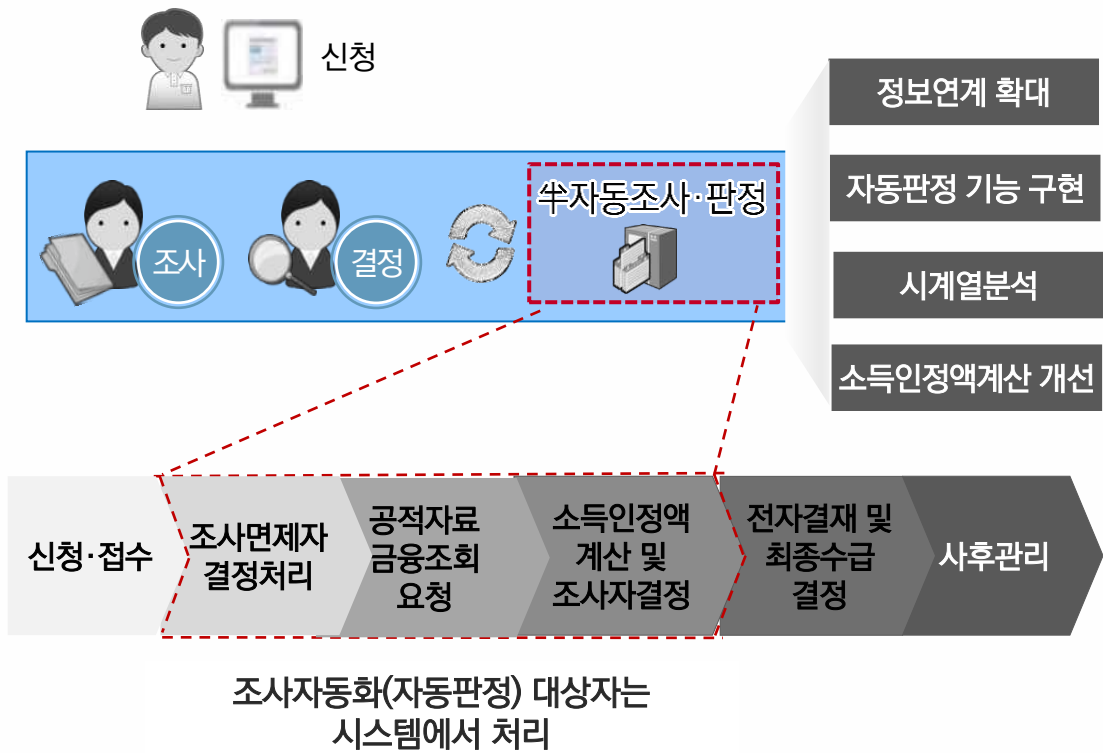 신청
정보연계 확대
자동판정 기능 구현
시계열분석
소득인정액계산 개선
조사
결정
半자동조사·판정
신청·접수
조사면제자
결정처리
공적자료
금융조회
요청
소득인정액
계산 및
조사자결정
전자결재 및
최종수급
결정
사후관리
조사자동화(자동판정) 대상자는
시스템에서 처리